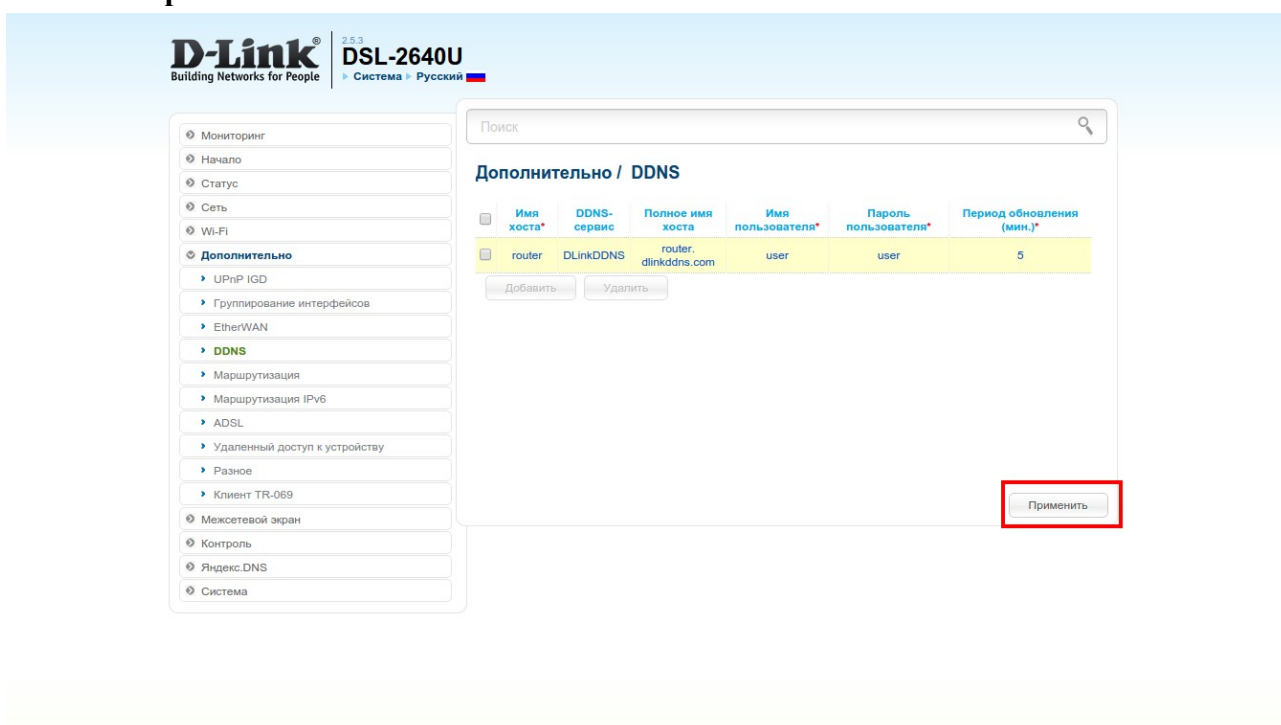 D-Link®
Building Networks for People
2.5.3
DSL-2640U
Система Русский
Мониторинг
Начало
Статус
Сеть
Wi-Fi
Дополнительно
UPnP IGD
Группирование интерфейсов
EtherWAN
DDNS
Маршрутизация
Маршрутизация IPv6
ADSL
Удаленный доступ к устройству
Разное
Клиент TR-069
Межсетевой экран
Контроль
Яндекс.DNS
Система
Поиск
Дополнительно / DDNS
Имя хоста* DDNS-сервис Полное имя хоста Имя пользователя* Пароль пользователя* Период обновления (мин.)*
router DLinkDDNS router.dlinkddns.com user user 5
Добавить Удалить
Применить